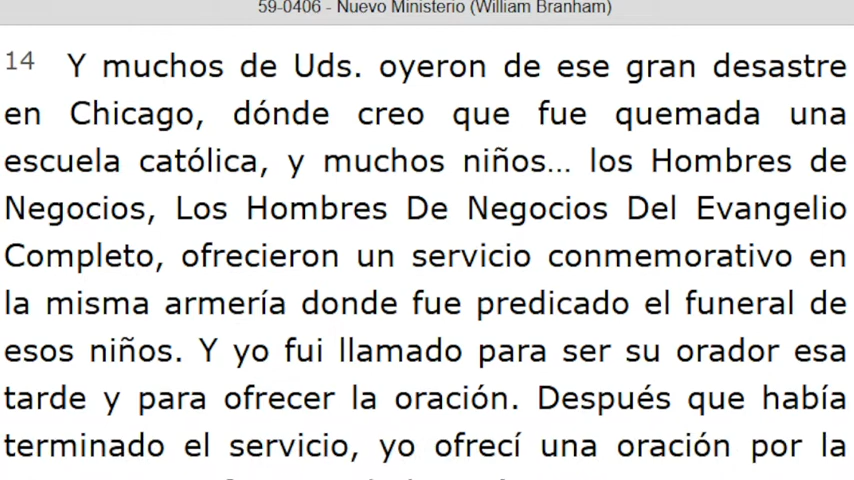 59-0406 - Nuevo Ministerio (William Branham)
14 Y muchos de Uds. oyeron de ese gran desastre
en Chicago, dónde creo que fue quemada una
escuela católica, y muchos niños... los Hombres de
Negocios, Los Hombres De Negocios Del Evangelio
Completo, ofrecieron un servicio conmemorativo en
la misma armería donde fue predicado el funeral de
esos niños. Y yo fui llamado para ser su orador esa
tarde y para ofrecer la oración. Después que había
terminado el servicio, yo ofrecí una oración por la